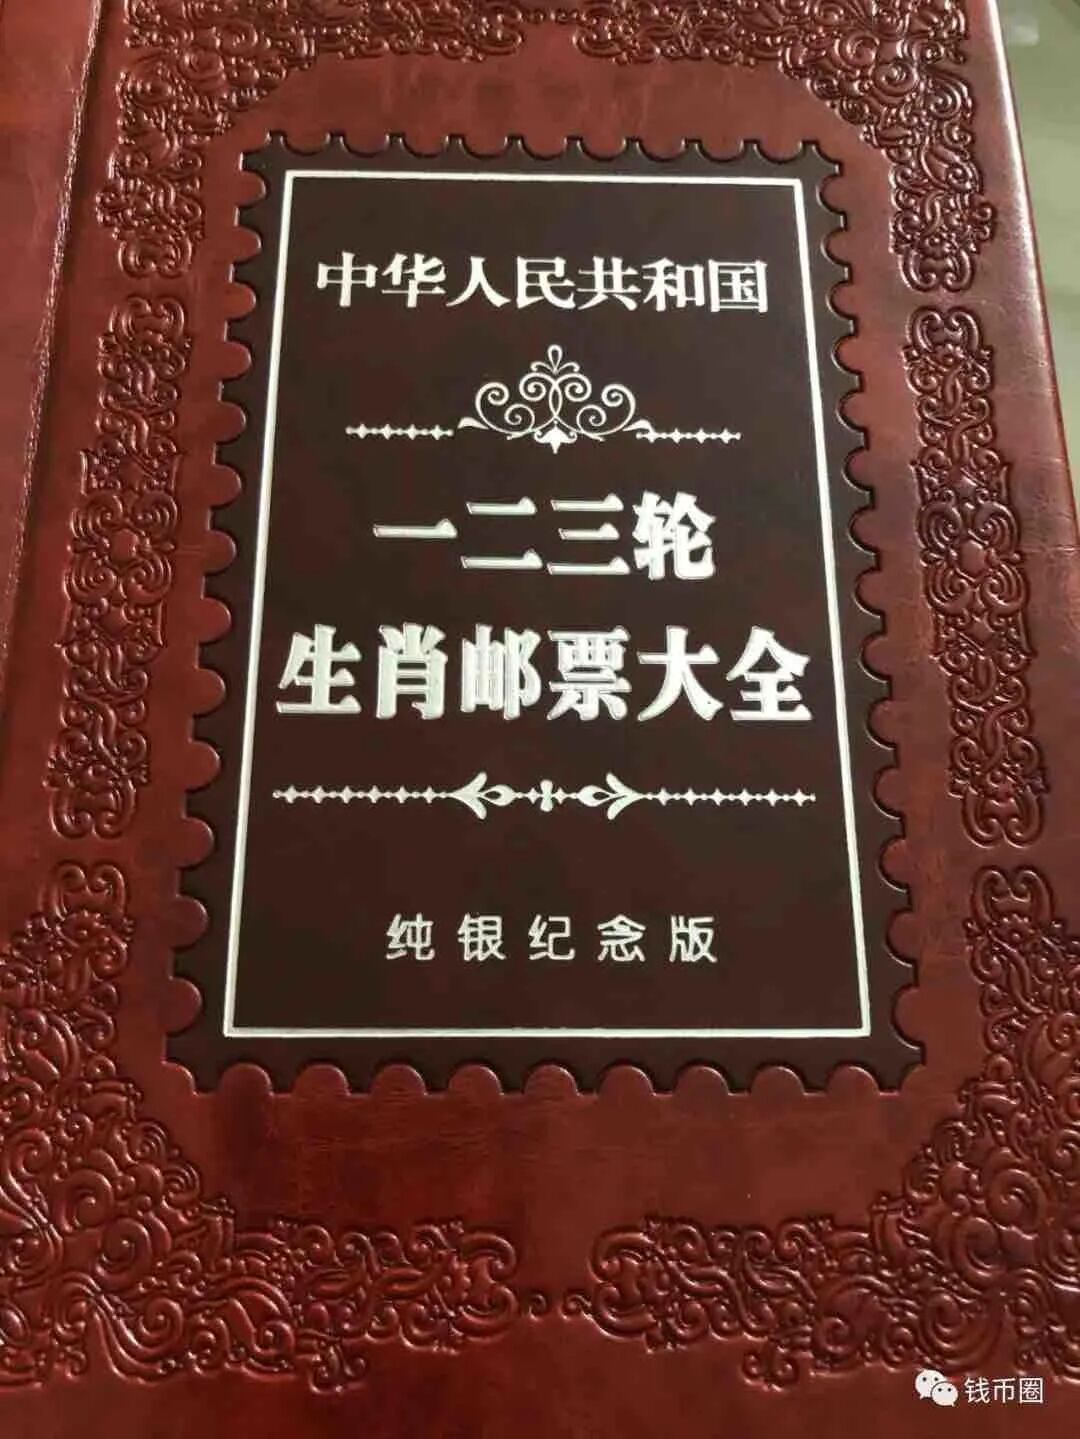 中华人民共和国
一二三轮
生肖邮票大全
纯银纪念版
钱币圈